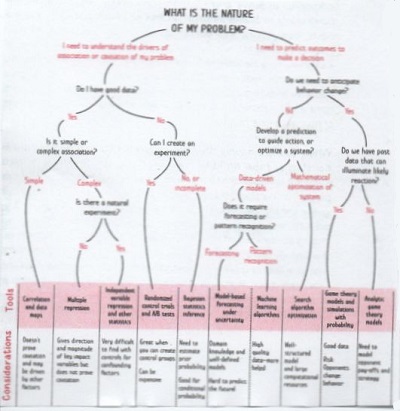 WHAT IS THE NATURE
OF MY PROBLEM?
I need to understand the drivers of
association or causation of my problem
I need to predict outcomes to
make a decision
Do I have good data?
Do we need to anticipate
behavior change?
Yes
No
No
Yes
Is it simple or
complex association?
Can I create an
experiment?
Develop a prediction
to guide action, or
optimize a system?
Do we have past
data that can
illuminate likely
reaction?
Simple
Complex
Yes
No, or
incomplete
Data-driven
models
Mathematical
optimization of
system
Yes
No
Is there a natural
experiment?
Does it require
forecasting or
pattern recognition?
No
Yes
Forecasting
Pattern
recognition
Tools
Correlation
and data
maps
Multiple
regression
Independent
variable
regression
and other
statistics
Randomized
control trials
and A/B tests
Bayesian
statistics
inference
Model-based
forecasting
under
uncertainty
Machine
learning
algorithms
Search
algorithm
optimization
Game theory
models and
simulations
with
probability
Analytic
game
theory
models
Considerations
Doesn't
prove
causation
and may
be driven
by other
factors
Gives direction
and magnitude
of key impact
variables but
does not prove
causation
Very difficult
to find with
controls for
confounding
factors
Great when
you can create
control groups
Can be
expensive
Need to
estimate
prior
probability
Good for
conditional
probability
Domain
knowledge and
well-defined
models
Hard to predict
the future
High
quality
data-more
helps!
Well-
structured
model
and large
computational
resources
Good data
Risk
Opponents
change
behavior
Need to
model
opponent
pay-offs and
strategy